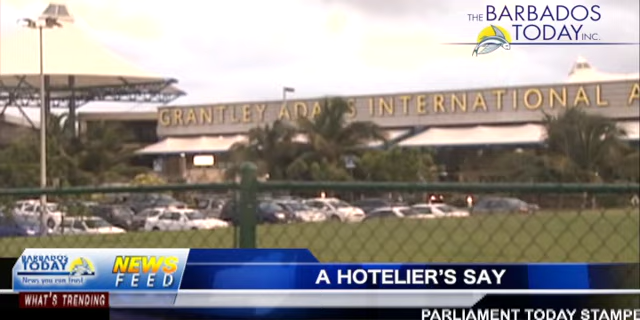 THE BARBADOS
TODAY INC.
GRANTLEY ADAMS INTERNATIONAL A
BARBADOS
TODAY
News you can trust
NEWS
FEED
A HOTELIER'S SAY
WHAT'S TRENDING
PARLIAMENT TODAY STAMPE